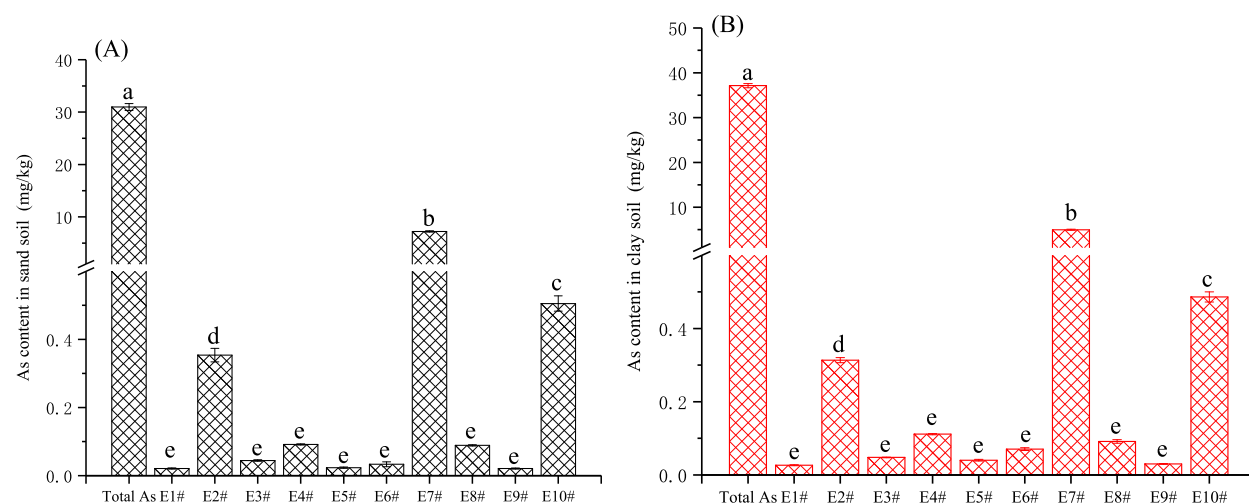 (A)
As content in sand soil (mg/kg)
40
30
20
10
0.4
0.2
0.0
a
e
d
e
e
e
e
b
e
e
c
Total As E1# E2# E3# E4# E5# E6# E7# E8# E9# E10#
(B)
As content in clay soil (mg/kg)
50
40
30
20
10
0.4
0.2
0.0
a
e
d
e
e
e
e
b
e
e
c
Total As E1# E2# E3# E4# E5# E6# E7# E8# E9# E10#